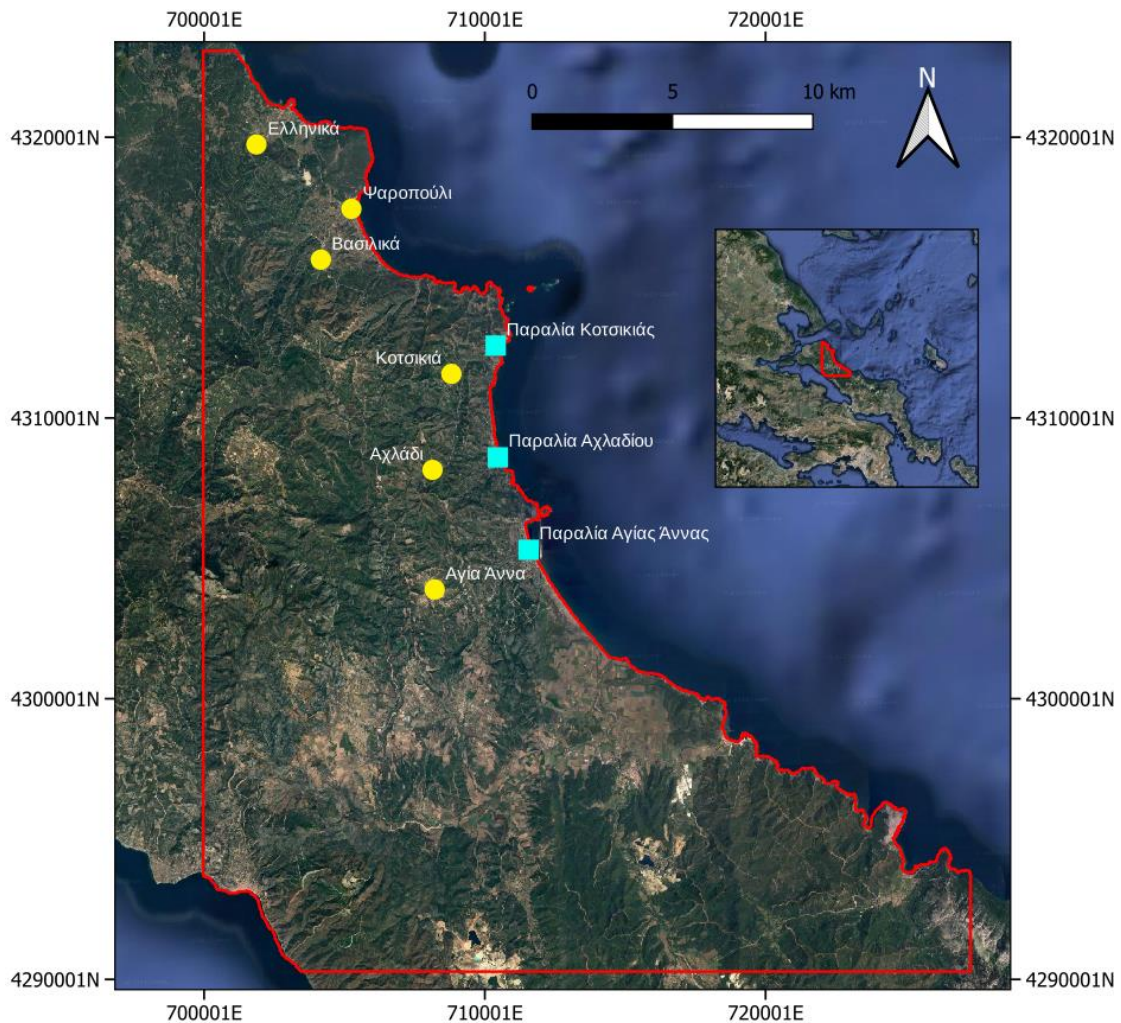 700001E 710001E 720001E
0 5 10 km
N
4320001N 4320001N
Ελληνικά
Ψαροπούλι
Βασιλικά
Παραλία Κοτσικιάς
Κοτσικιά
4310001N 4310001N
Παραλία Αχλαδίου
Αχλάδι
Παραλία Αγίας Άννας
Αγία Άννα
4300001N 4300001N
4290001N 4290001N
700001E 710001E 720001E